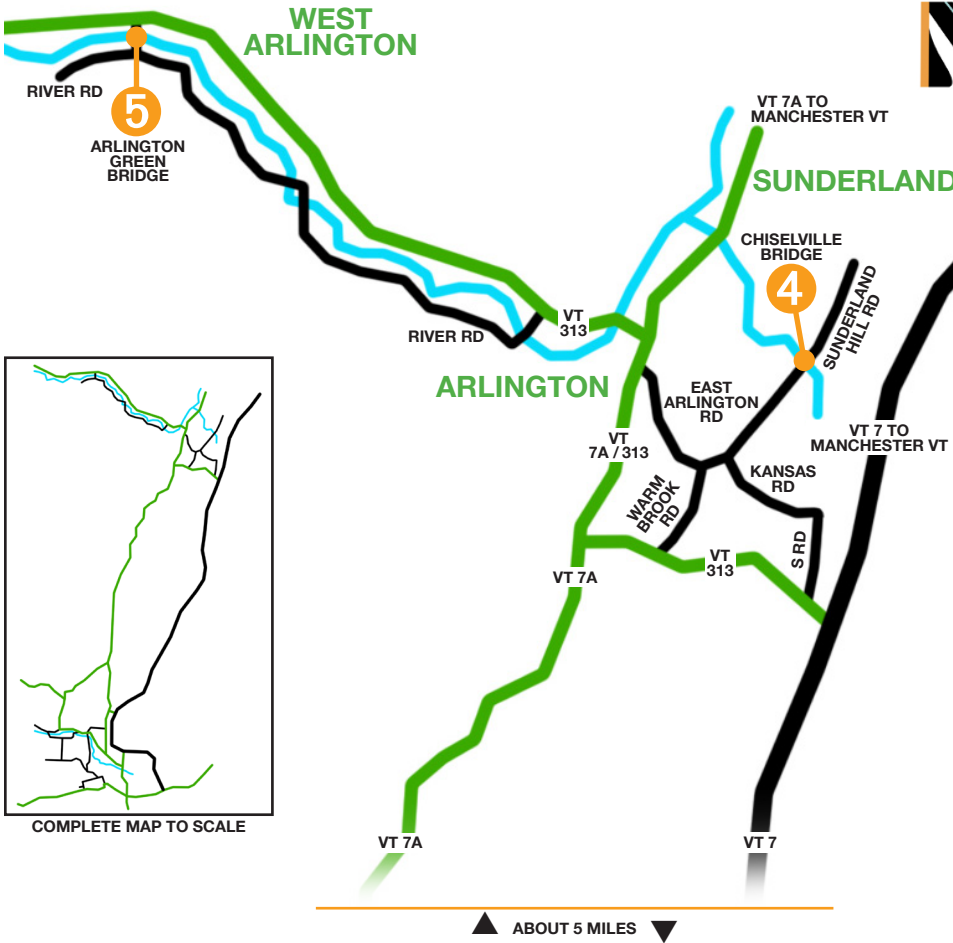 WEST
ARLINGTON
RIVER RD
5
ARLINGTON
GREEN
BRIDGE
VT 7A TO
MANCHESTER VT
SUNDERLAND
CHISELVILLE
BRIDGE
4
SUNDERLAND
HILL RD
VT
313
RIVER RD
ARLINGTON
EAST
ARLINGTON
RD
VT
7A / 313
VT 7 TO
MANCHESTER VT
KANSAS
RD
WARM
BROOK
RD
S RD
VT
313
VT 7A
COMPLETE MAP TO SCALE
VT 7A
VT 7
ABOUT 5 MILES